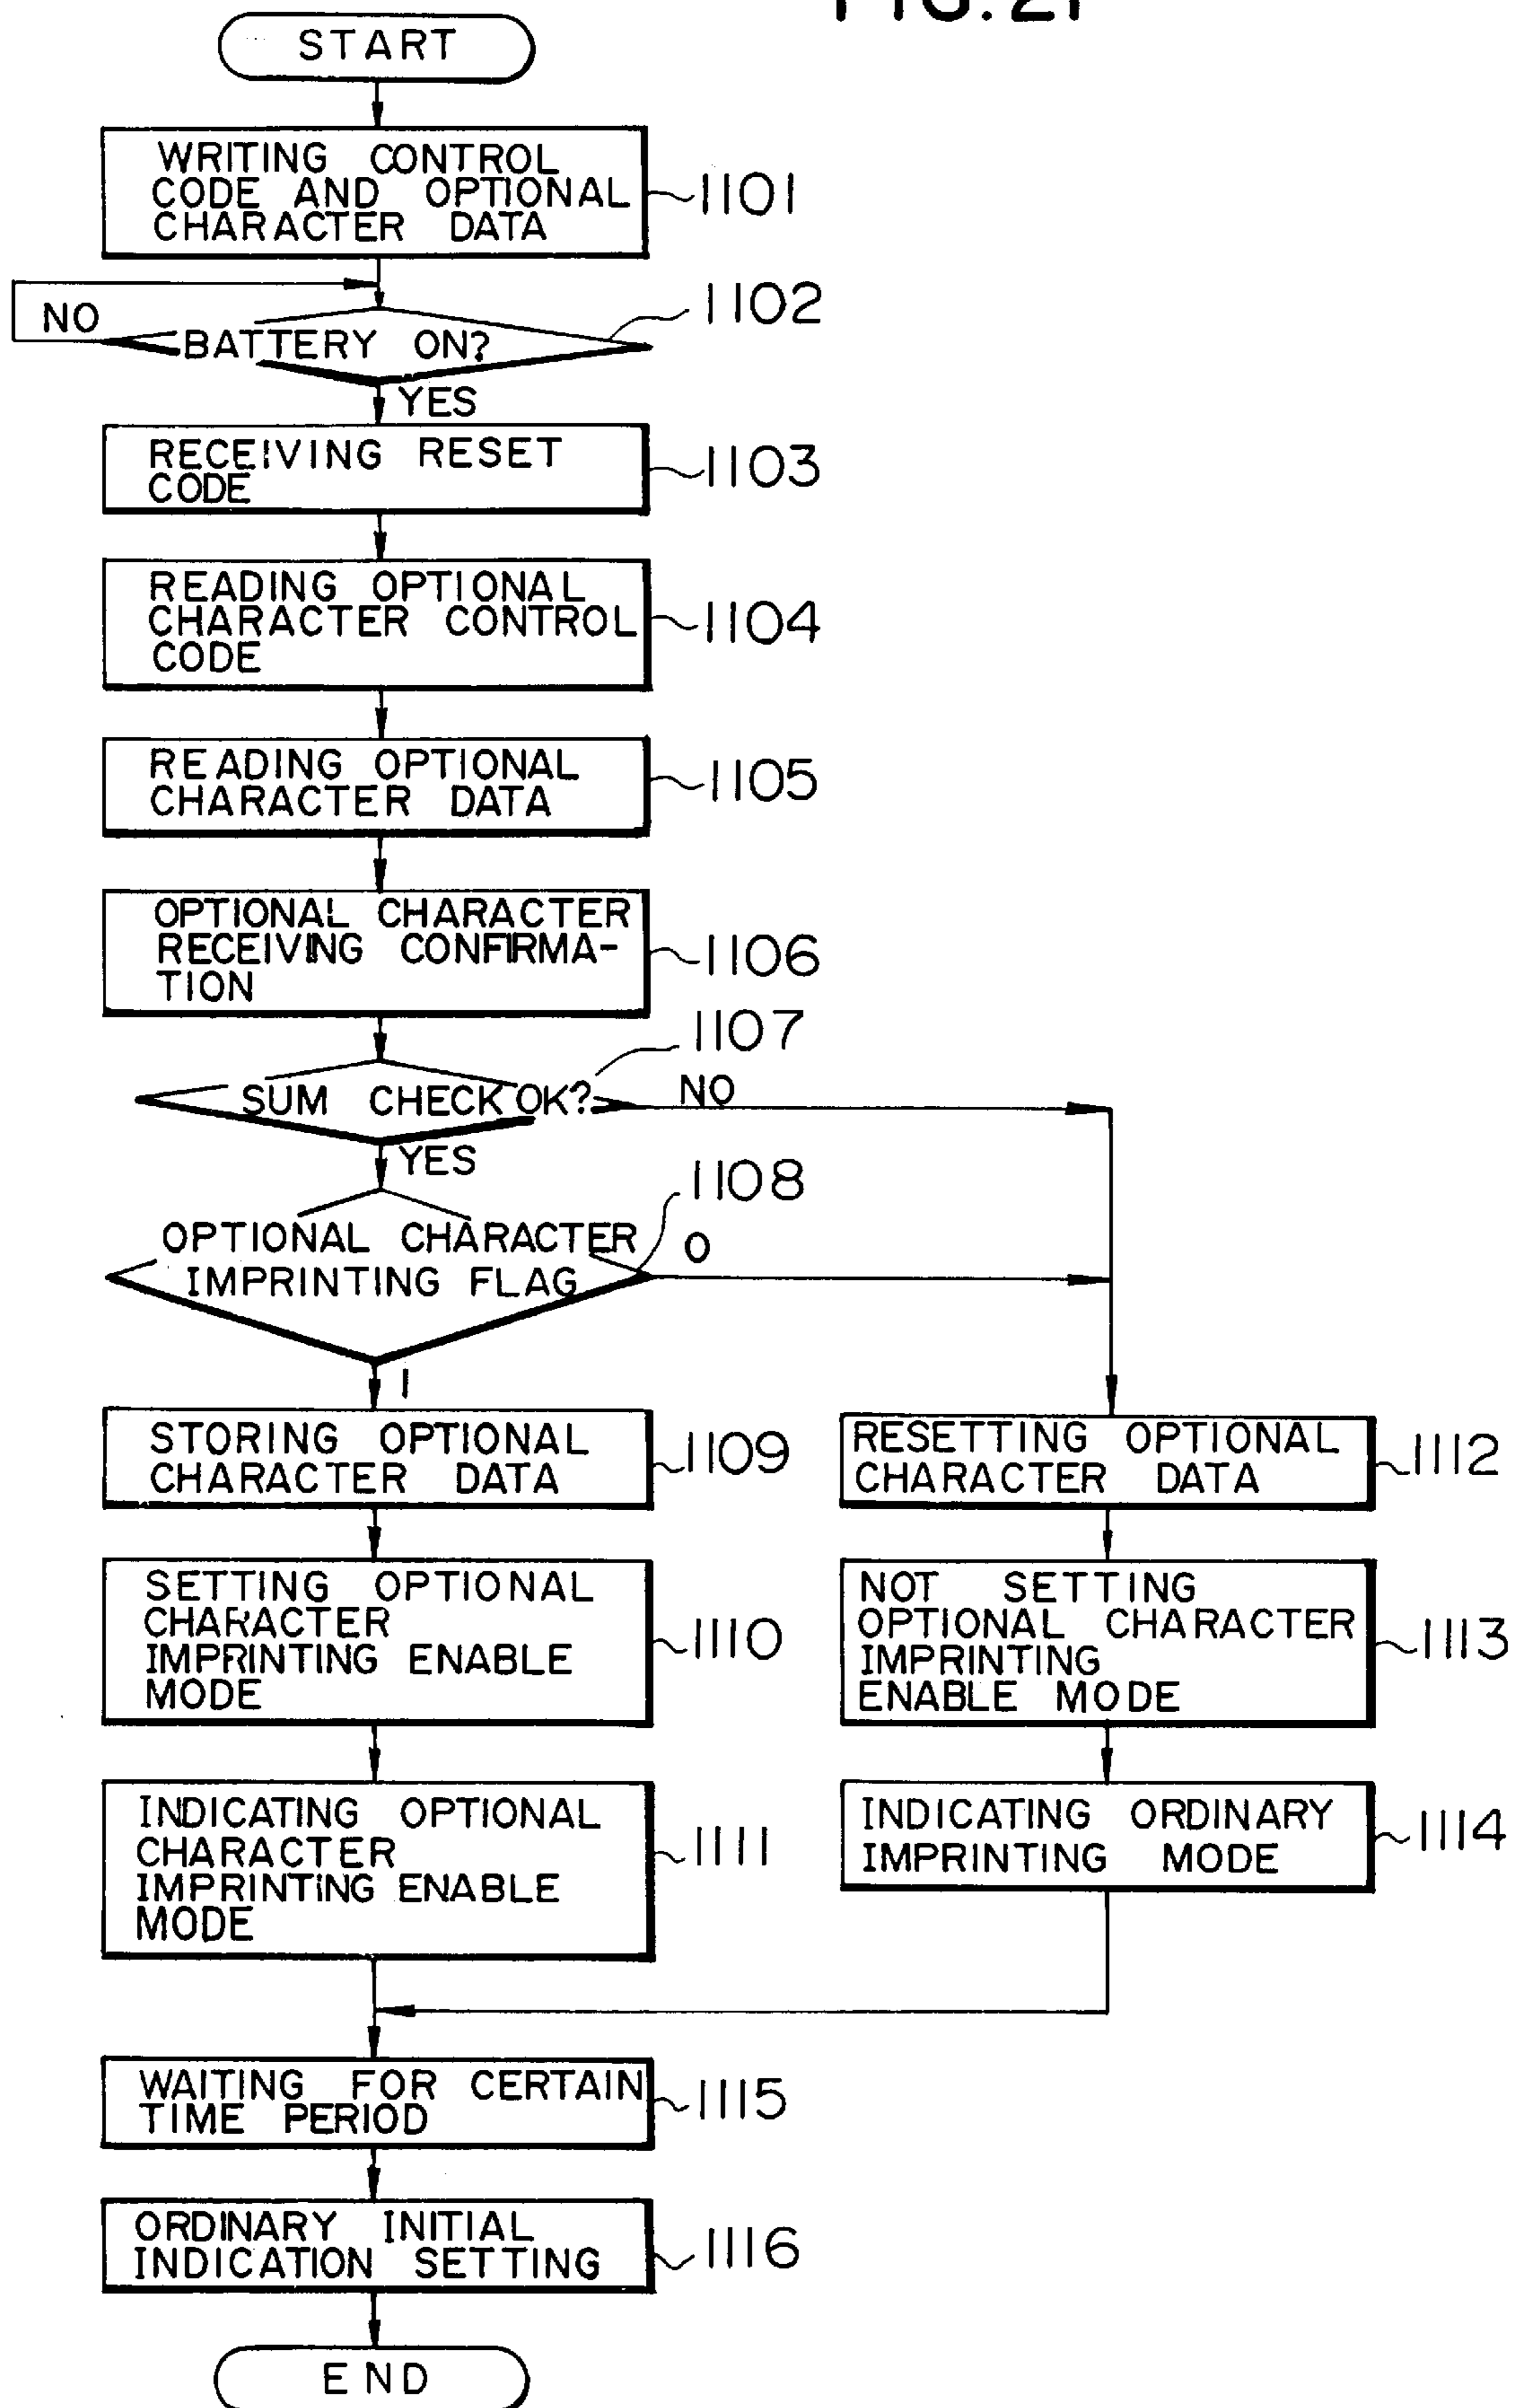 FIG. 21
START
WRITING CONTROL
CODE AND OPTIONAL
CHARACTER DATA
1101
1102
NO
BATTERY ON?
YES
RECEIVING RESET
CODE
1103
READING OPTIONAL
CHARACTER CONTROL
CODE
1104
READING OPTIONAL
CHARACTER DATA
1105
OPTIONAL CHARACTER
RECEIVING CONFIRMA-
TION
1106
1107
SUM CHECK OK?
NO
YES
1108
OPTIONAL CHARACTER
IMPRINTING FLAG
0
1
STORING OPTIONAL
CHARACTER DATA
1109
RESETTING OPTIONAL
CHARACTER DATA
1112
SETTING OPTIONAL
CHARACTER
IMPRINTING ENABLE
MODE
1110
NOT SETTING
OPTIONAL CHARACTER
IMPRINTING
ENABLE MODE
1113
INDICATING OPTIONAL
CHARACTER
IMPRINTING ENABLE
MODE
1111
INDICATING ORDINARY
IMPRINTING MODE
1114
WAITING FOR CERTAIN
TIME PERIOD
1115
ORDINARY INITIAL
INDICATION SETTING
1116
END